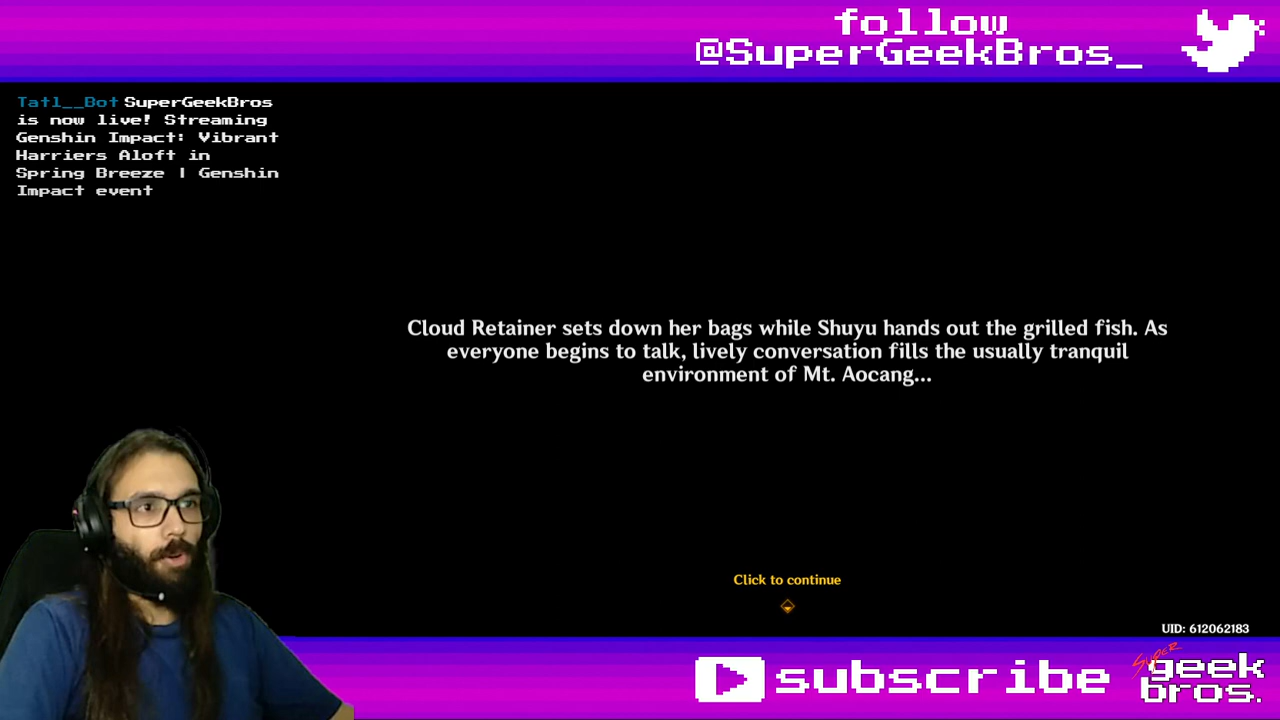 follow
@SuperGeekBros_
Tatl__Bot SuperGeekBros
is now live! Streaming
Genshin Impact: Vibrant
Harriers Aloft in
Spring Breeze | Genshin
Impact event
Cloud Retainer sets down her bags while Shuyu hands out the grilled fish. As
everyone begins to talk, lively conversation fills the usually tranquil
environment of Mt. Aocang...
Click to continue
UID: 612062183
subscribe
SUPER
geek
bros.